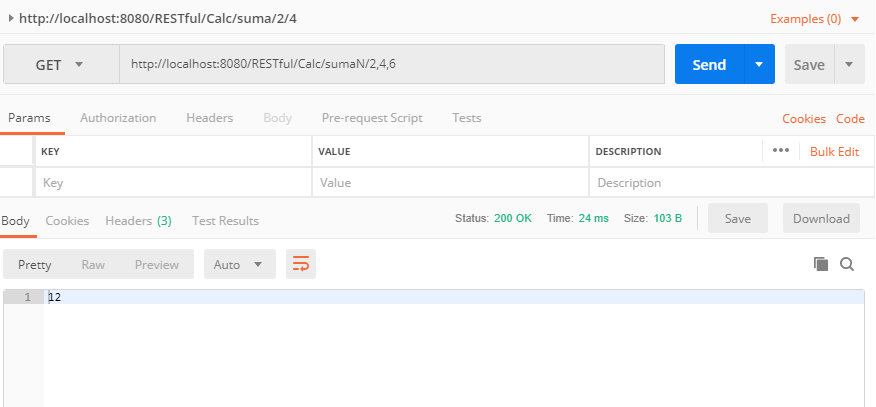 http://localhost:8080/RESTful/Calc/suma/2/4 Examples (0)
GET http://localhost:8080/RESTful/Calc/sumaN/2,4,6 Send Save
Params Authorization Headers Body Pre-request Script Tests Cookies Code
KEY VALUE DESCRIPTION ••• Bulk Edit
Key Value Description
Body Cookies Headers (3) Test Results Status: 200 OK Time: 24 ms Size: 103 B Save Download
Pretty Raw Preview Auto
1 12